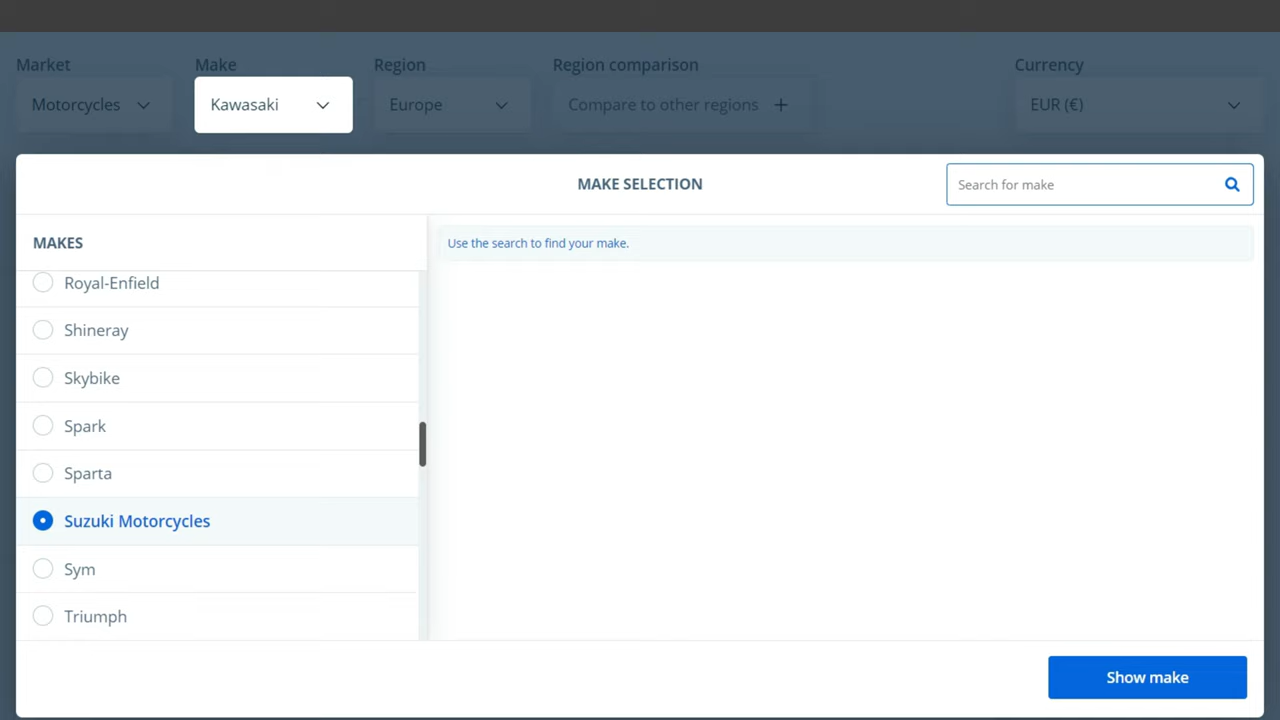 Market Make Region Region comparison Currency
Motorcycles Kawasaki Europe Compare to other regions + EUR (€)
MAKE SELECTION Search for make
MAKES Use the search to find your make.
Royal-Enfield
Shineray
Skybike
Spark
Sparta
Suzuki Motorcycles
Sym
Triumph
Show make